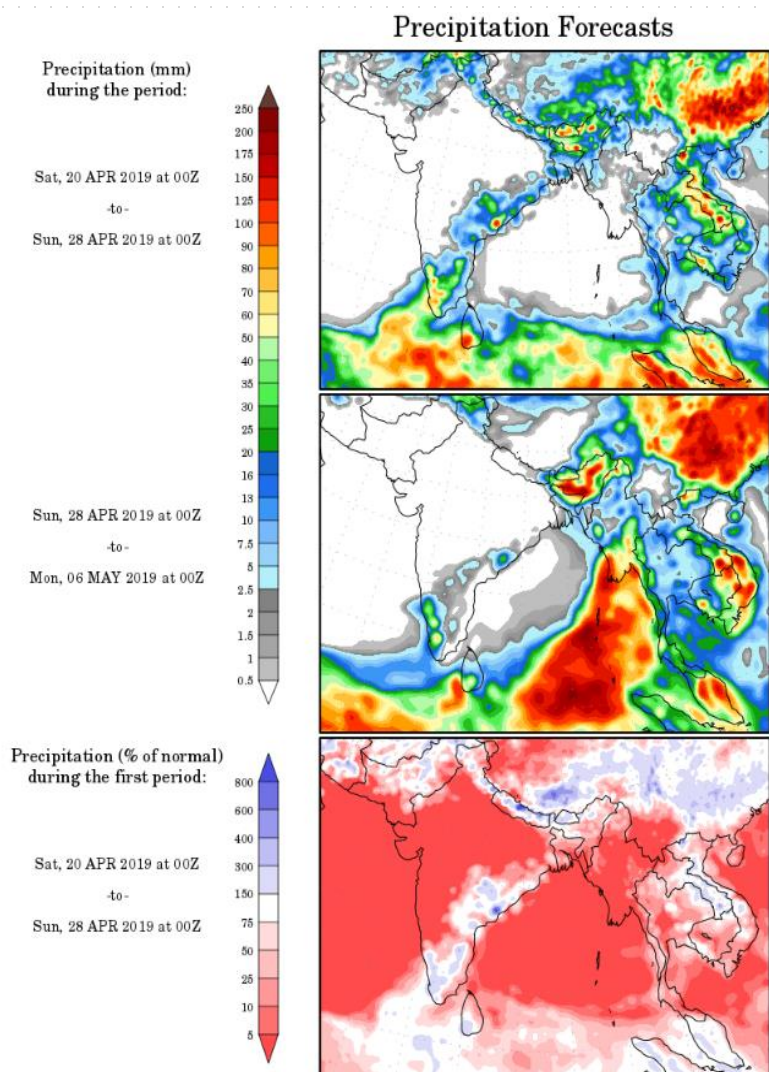 Precipitation Forecasts
Precipitation (mm)
during the period:
Sat, 20 APR 2019 at 00Z
-to-
Sun, 28 APR 2019 at 00Z
Sun, 28 APR 2019 at 00Z
-to-
Mon, 06 MAY 2019 at 00Z
250
200
175
150
125
100
90
80
70
60
50
40
35
30
25
20
16
13
10
7.5
5
2.5
2
1.5
1
0.5
Precipitation (% of normal)
during the first period:
Sat, 20 APR 2019 at 00Z
-to-
Sun, 28 APR 2019 at 00Z
800
600
400
300
150
75
50
25
10
5